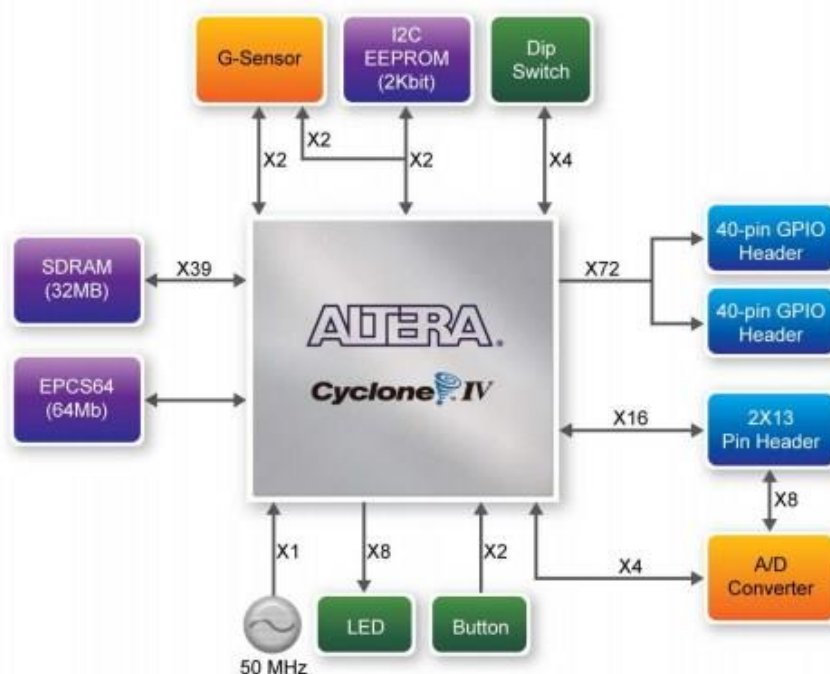 G-Sensor
I2C
EEPROM
(2Kbit)
Dip
Switch
X2
X2
X2
X4
40-pin GPIO
Header
SDRAM
(32MB)
X39
X72
40-pin GPIO
Header
ALTERA.
Cyclone IV
EPCS64
(64Mb)
X16
2X13
Pin Header
X8
X1
X8
X2
X4
A/D
Converter
LED
Button
50 MHz